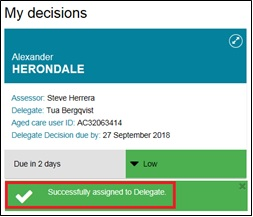 My decisions
Alexander
HERONDALE
Assessor: Steve Herrera
Delegate: Tua Bergqvist
Aged care user ID: AC32063414
Delegate Decision due by: 27 September 2018
Due in 2 days
Low
Successfully assigned to Delegate.